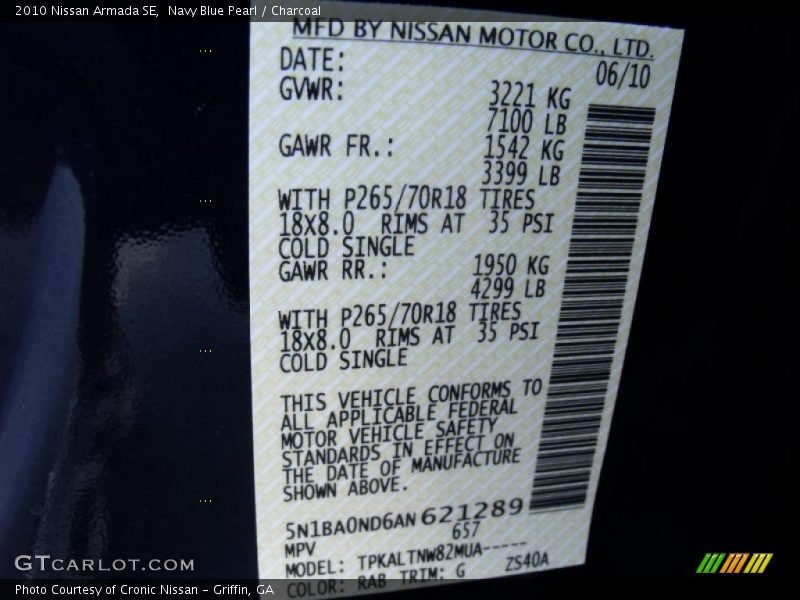 2010 Nissan Armada SE,  Navy Blue Pearl / Charcoal
MFD BY NISSAN MOTOR CO., LTD.
DATE: 06/10
GVWR: 3221 KG
7100 LB
GAWR FR.: 1542 KG
3399 LB
WITH P265/70R18 TIRES
18X8.0 RIMS AT 35 PSI
COLD SINGLE
GAWR RR.: 1950 KG
4299 LB
WITH P265/70R18 TIRES
18X8.0 RIMS AT 35 PSI
COLD SINGLE
THIS VEHICLE CONFORMS TO
ALL APPLICABLE FEDERAL
MOTOR VEHICLE SAFETY
STANDARDS IN EFFECT ON
THE DATE OF MANUFACTURE
SHOWN ABOVE.
5N1BA0ND6AN621289
MPV 657
MODEL: TPKALTNW82MUA-----
COLOR: RAB TRIM: G ZS40A
GTCARLOT.COM
Photo Courtesy of Cronic Nissan - Griffin, GA